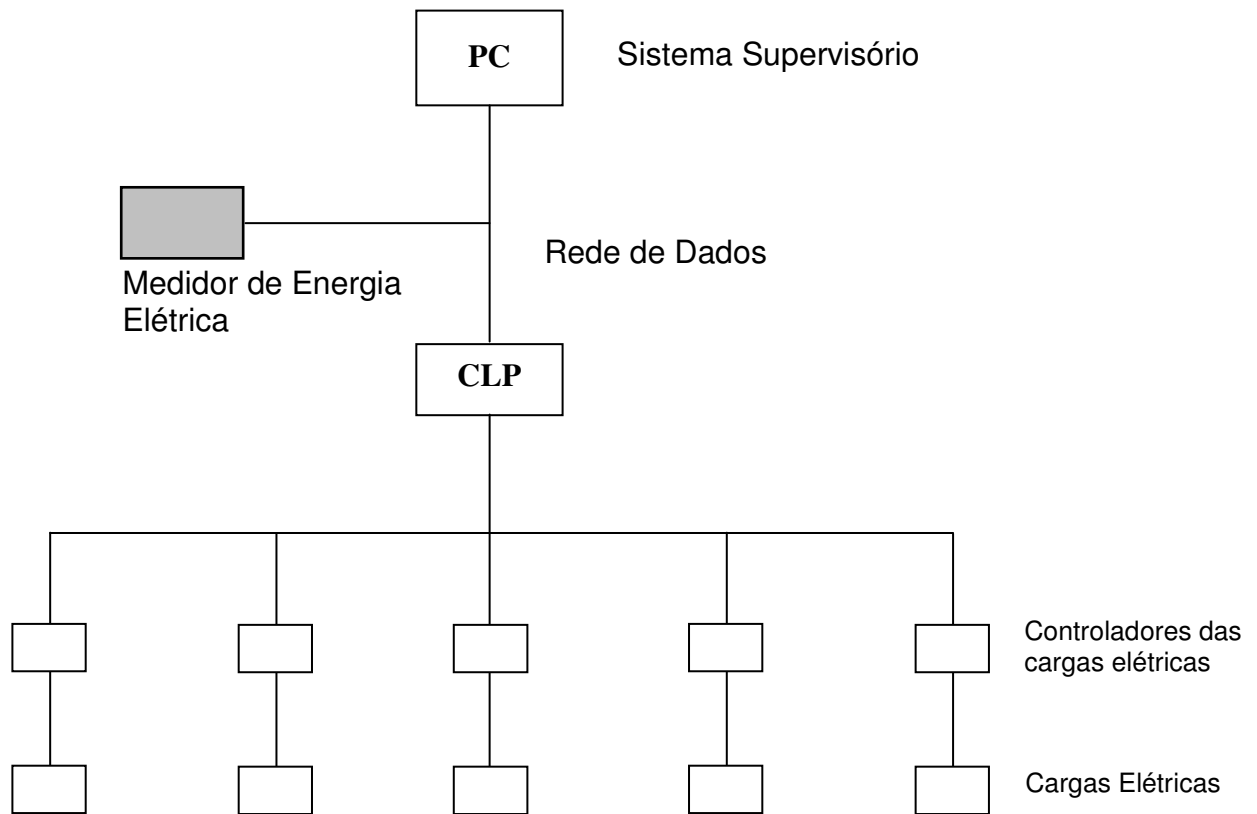 PC
Sistema Supervisório
Rede de Dados
Medidor de Energia
Elétrica
CLP
Controladores das
cargas elétricas
Cargas Elétricas